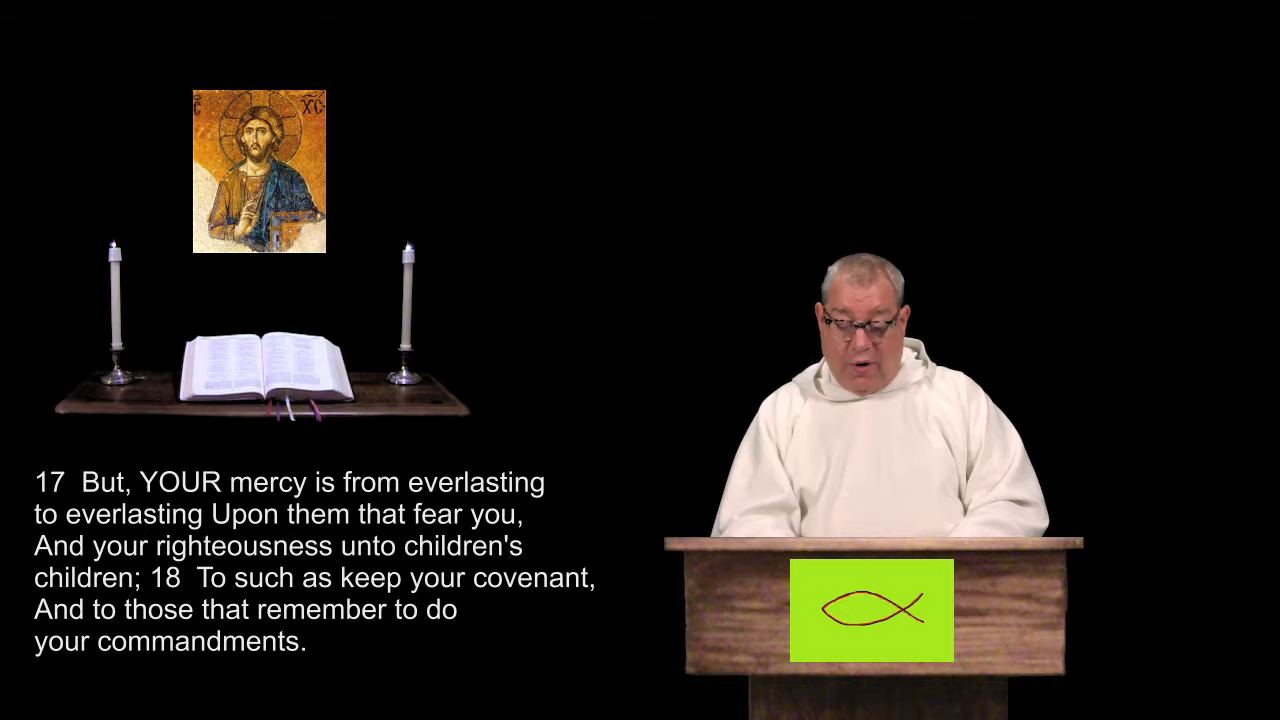 C XC
17 But, YOUR mercy is from everlasting
to everlasting Upon them that fear you,
And your righteousness unto children's
children; 18 To such as keep your covenant,
And to those that remember to do
your commandments.